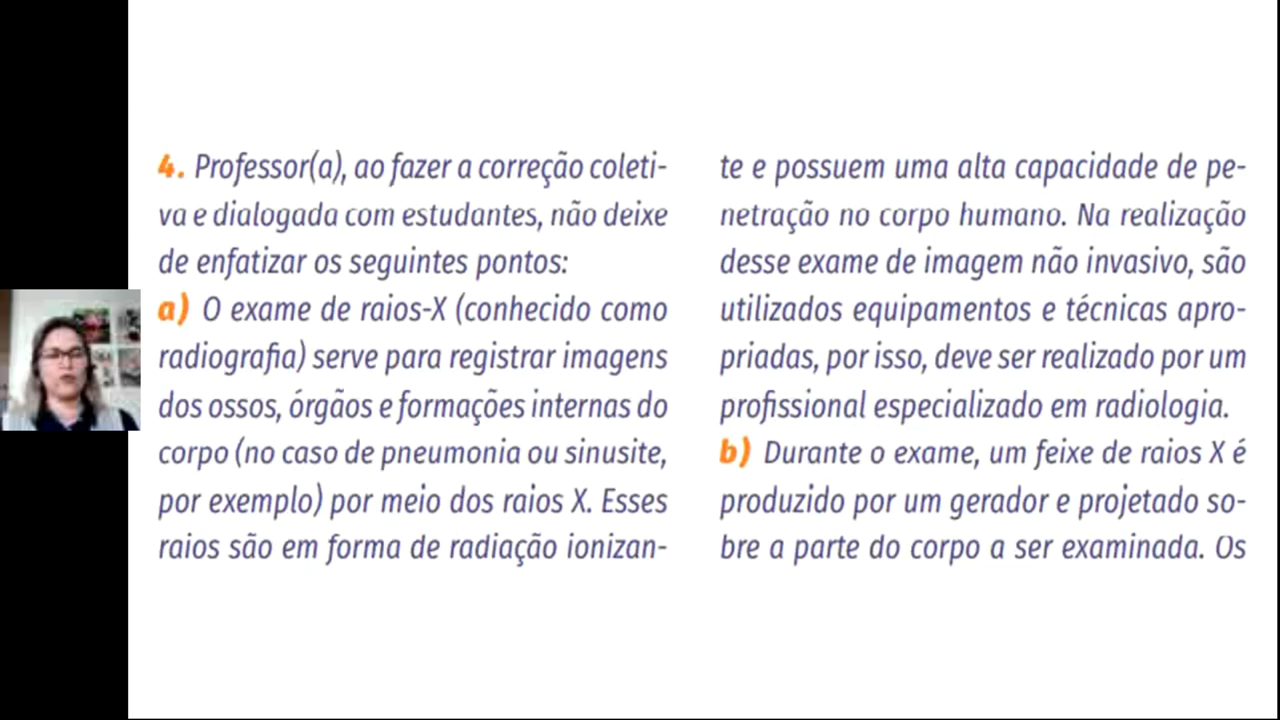 4. Professor(a), ao fazer a correção coleti-
va e dialogada com estudantes, não deixe
de enfatizar os seguintes pontos:
a) O exame de raios-X (conhecido como
radiografia) serve para registrar imagens
dos ossos, órgãos e formações internas do
corpo (no caso de pneumonia ou sinusite,
por exemplo) por meio dos raios X. Esses
raios são em forma de radiação ionizan-
te e possuem uma alta capacidade de pe-
netração no corpo humano. Na realização
desse exame de imagem não invasivo, são
utilizados equipamentos e técnicas apro-
priadas, por isso, deve ser realizado por um
profissional especializado em radiologia.
b) Durante o exame, um feixe de raios X é
produzido por um gerador e projetado so-
bre a parte do corpo a ser examinada. Os